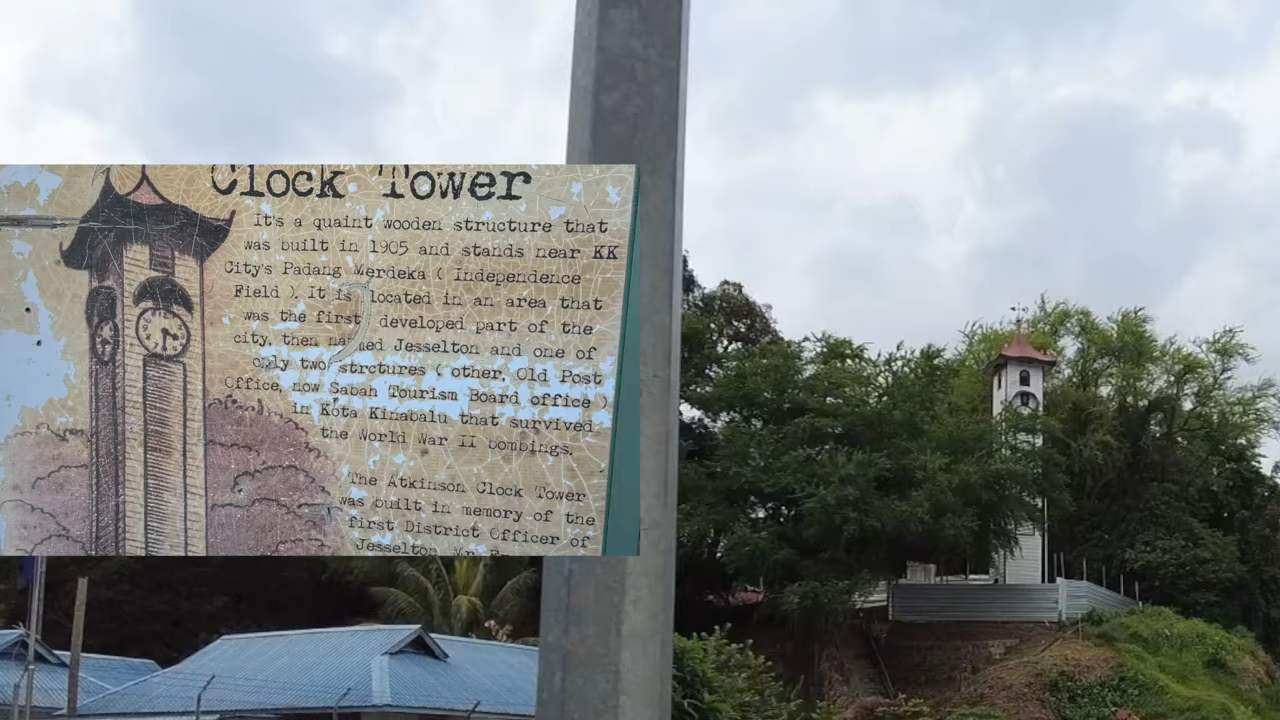 Clock Tower
It's a quaint wooden structure that
was built in 1905 and stands near KK
City's Padang Merdeka ( Independence
Field ). It is located in an area that
was the first developed part of the
city, then named Jesselton and one of
only two strctures ( other, Old Post
Office, now Sabah Tourism Board office )
in Kota Kinabalu that survived
the World War II bombings.
The Atkinson Clock Tower
was built in memory of the
first District Officer of
Jesselton Mr